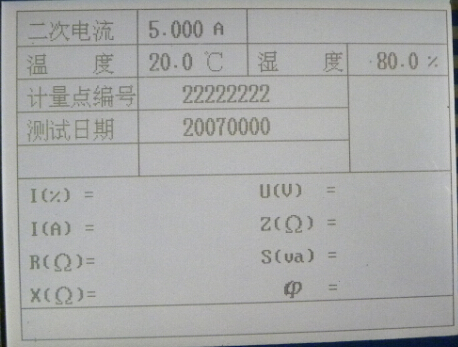 二次电流 5.000 A
温 度 20.0 ℃ 湿 度 80.0 %
计量点编号 22222222
测试日期 20070000
I(%) = U(V) =
I(A) = Z(Ω) =
R(Ω)= S(va) =
X(Ω)= φ =